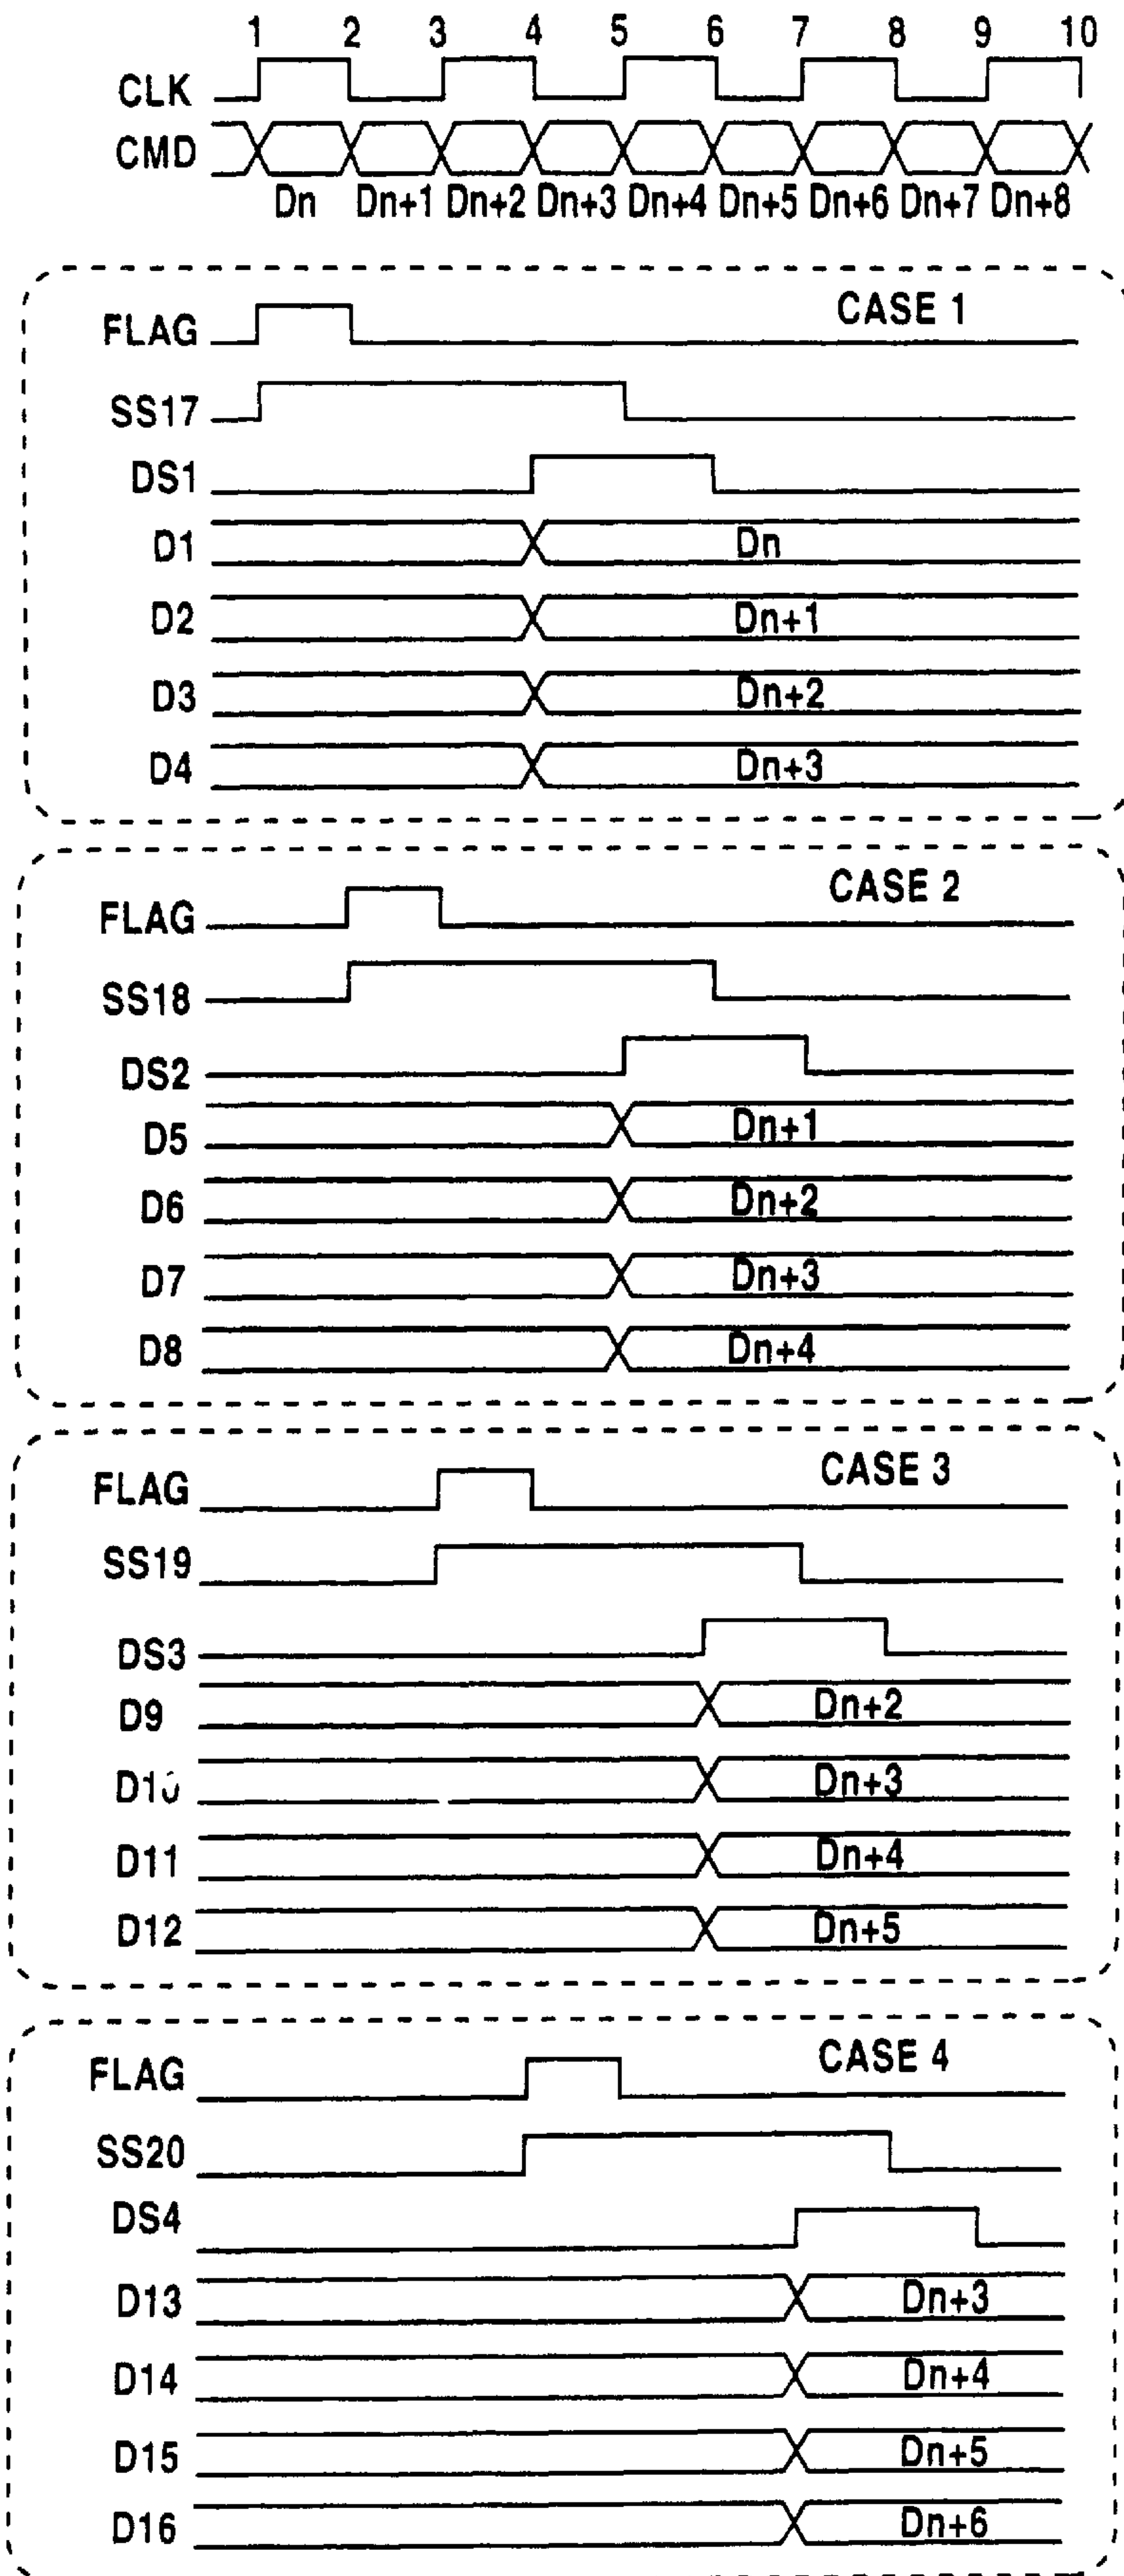 1 2 3 4 5 6 7 8 9 10
CLK
CMD
Dn Dn+1 Dn+2 Dn+3 Dn+4 Dn+5 Dn+6 Dn+7 Dn+8
CASE 1
FLAG
SS17
DS1
D1 Dn
D2 Dn+1
D3 Dn+2
D4 Dn+3
CASE 2
FLAG
SS18
DS2
D5 Dn+1
D6 Dn+2
D7 Dn+3
D8 Dn+4
CASE 3
FLAG
SS19
DS3
D9 Dn+2
D10 Dn+3
D11 Dn+4
D12 Dn+5
CASE 4
FLAG
SS20
DS4
D13 Dn+3
D14 Dn+4
D15 Dn+5
D16 Dn+6